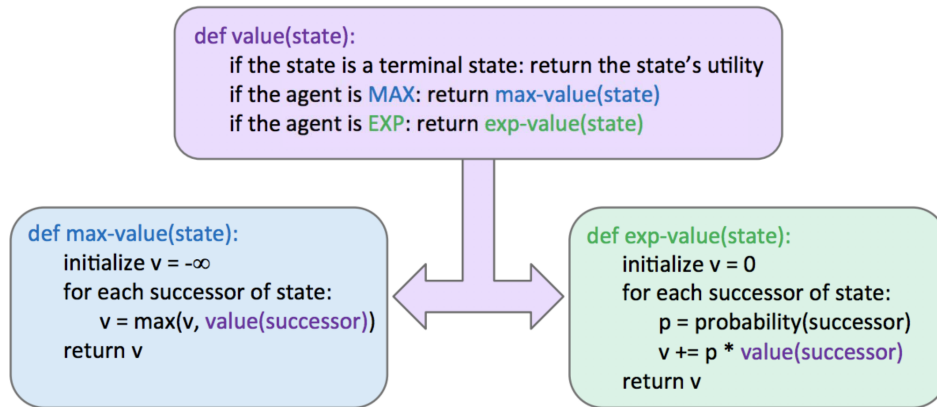 def value(state):
if the state is a terminal state: return the state’s utility
if the agent is MAX: return max-value(state)
if the agent is EXP: return exp-value(state)
def max-value(state):
initialize v = -∞
for each successor of state:
v = max(v, value(successor))
return v
def exp-value(state):
initialize v = 0
for each successor of state:
p = probability(successor)
v += p * value(successor)
return v